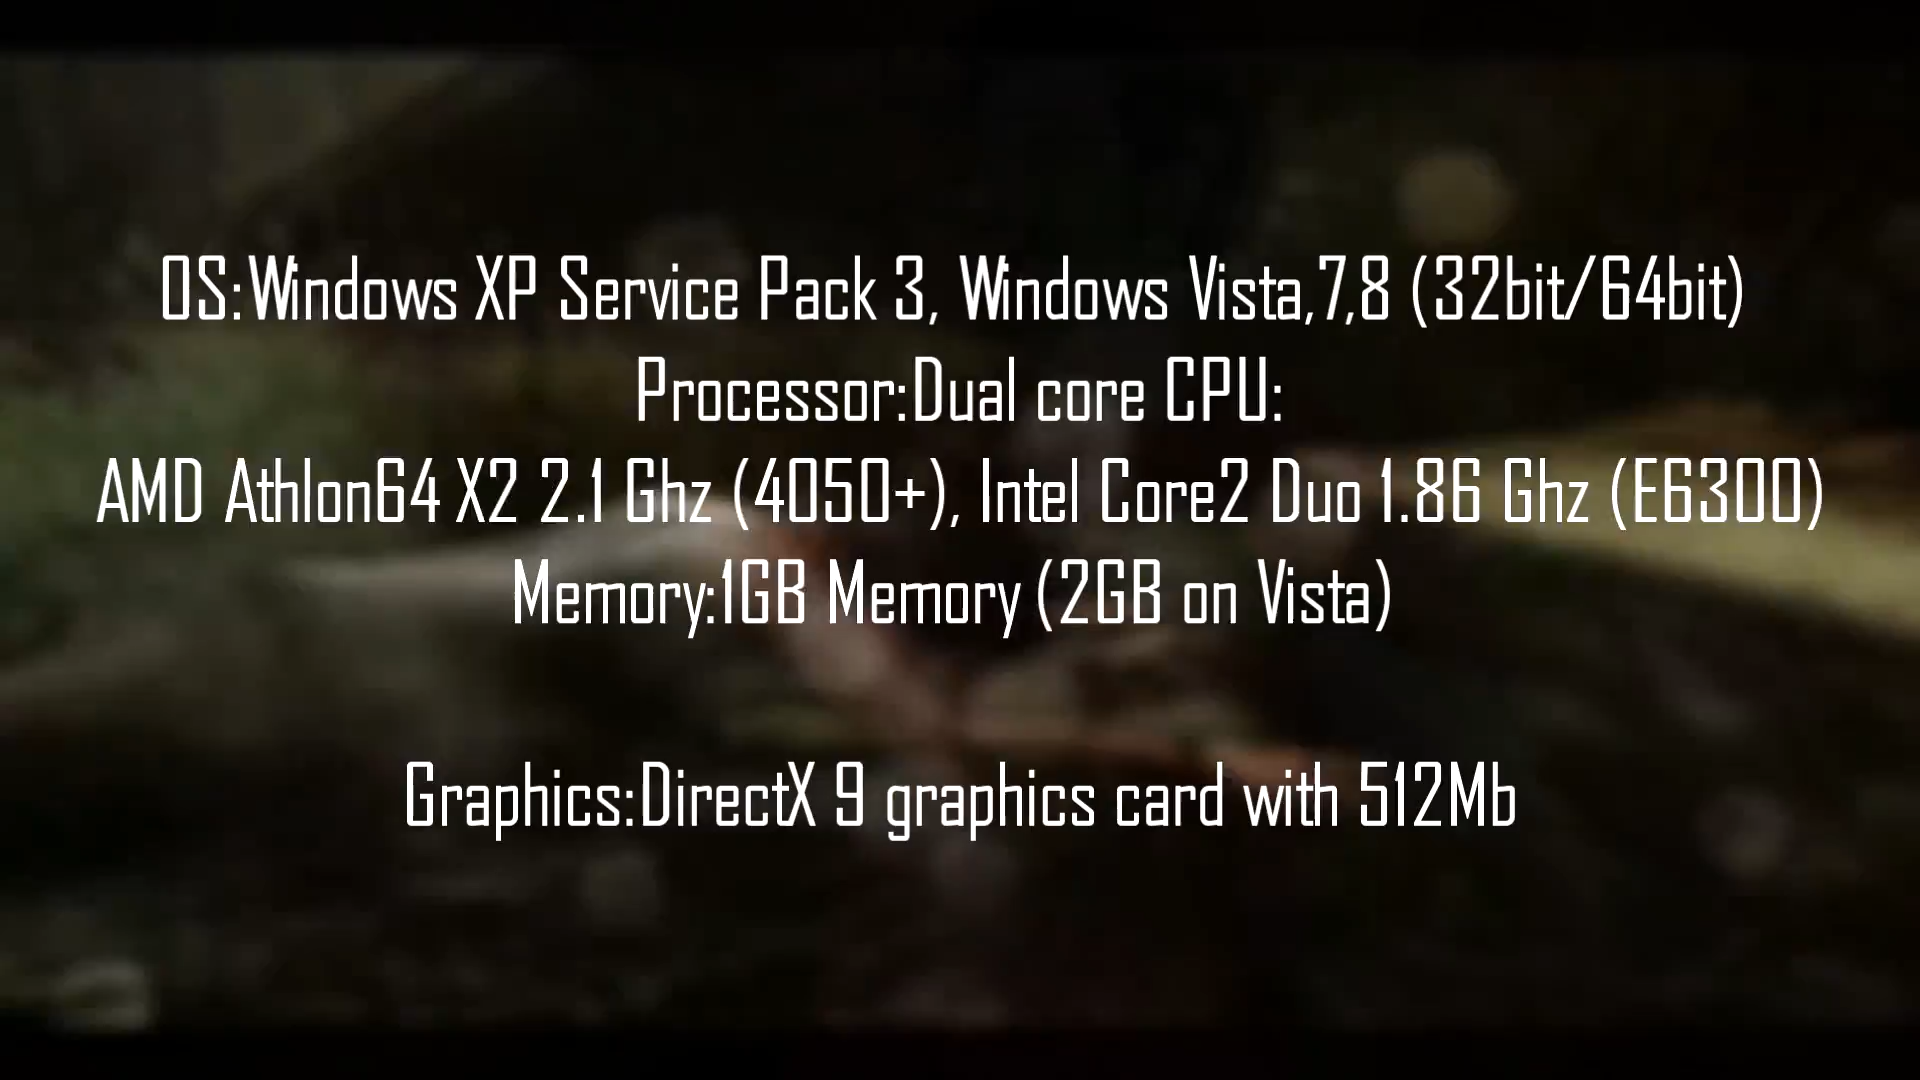 OS:Windows XP Service Pack 3, Windows Vista,7,8 (32bit/64bit)
Processor:Dual core CPU:
AMD Athlon64 X2 2.1 Ghz (4050+), Intel Core2 Duo 1.86 Ghz (E6300)
Memory:1GB Memory (2GB on Vista)
Graphics:DirectX 9 graphics card with 512Mb